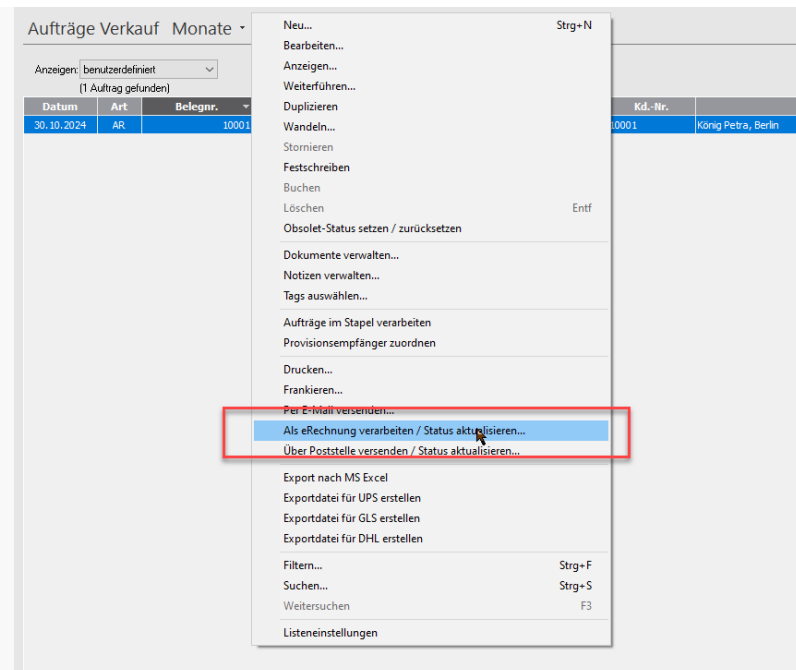 Aufträge Verkauf Monate
Anzeigen: benutzerdefiniert
(1 Auftrag gefunden)
Datum Art Belegnr. Kd.-Nr.
30.10.2024 AR 10001 10001 König Petra, Berlin
Neu... Strg+N
Bearbeiten...
Anzeigen...
Weiterführen...
Duplizieren
Wandeln...
Stornieren
Festschreiben
Buchen
Löschen Entf
Obsolet-Status setzen / zurücksetzen
Dokumente verwalten...
Notizen verwalten...
Tags auswählen...
Aufträge im Stapel verarbeiten
Provisionsempfänger zuordnen
Drucken...
Frankieren...
Per E-Mail versenden...
Als eRechnung verarbeiten / Status aktualisieren...
Über Poststelle versenden / Status aktualisieren...
Export nach MS Excel
Exportdatei für UPS erstellen
Exportdatei für GLS erstellen
Exportdatei für DHL erstellen
Filtern... Strg+F
Suchen... Strg+S
Weitersuchen F3
Listeneinstellungen